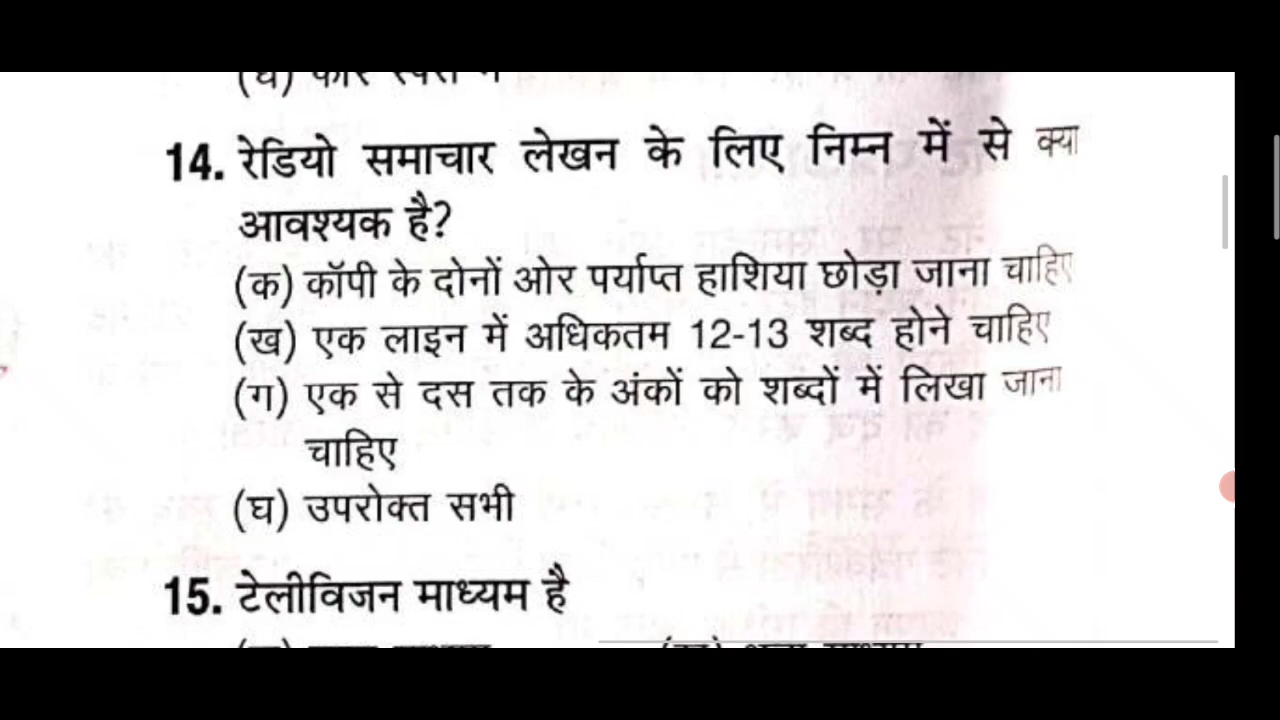 14. रेडियो समाचार लेखन के लिए निम्न में से क्या
आवश्यक है?
(क) कॉपी के दोनों ओर पर्याप्त हाशिया छोड़ा जाना चाहिए
(ख) एक लाइन में अधिकतम 12-13 शब्द होने चाहिए
(ग) एक से दस तक के अंकों को शब्दों में लिखा जाना
चाहिए
(घ) उपरोक्त सभी
15. टेलीविजन माध्यम है